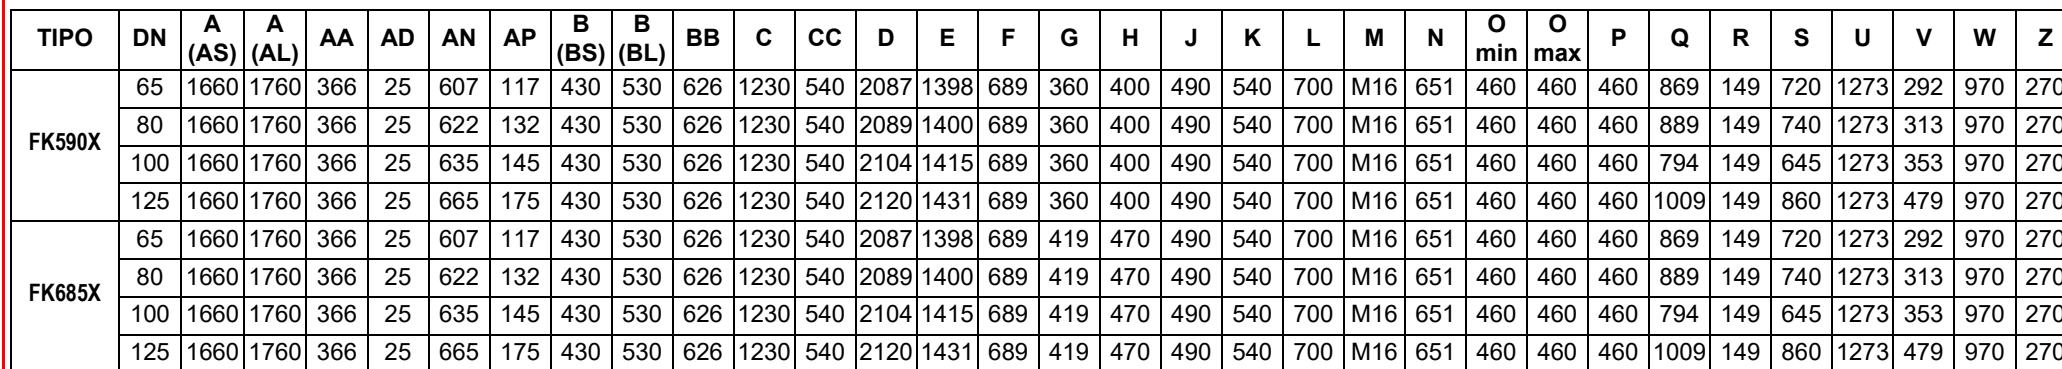 TIPO DN A (AS) A (AL) AA AD AN AP B (BS) B (BL) BB C CC D E F G H J K L M N O min O max P Q R S U V W Z
FK590X
65 1660 1760 366 25 607 117 430 530 626 1230 540 2087 1398 689 360 400 490 540 700 M16 651 460 460 460 869 149 720 1273 292 970 270
80 1660 1760 366 25 622 132 430 530 626 1230 540 2089 1400 689 360 400 490 540 700 M16 651 460 460 460 889 149 740 1273 313 970 270
100 1660 1760 366 25 635 145 430 530 626 1230 540 2104 1415 689 360 400 490 540 700 M16 651 460 460 460 794 149 645 1273 353 970 270
125 1660 1760 366 25 665 175 430 530 626 1230 540 2120 1431 689 360 400 490 540 700 M16 651 460 460 460 1009 149 860 1273 479 970 270
FK685X
65 1660 1760 366 25 607 117 430 530 626 1230 540 2087 1398 689 419 470 490 540 700 M16 651 460 460 460 869 149 720 1273 292 970 270
80 1660 1760 366 25 622 132 430 530 626 1230 540 2089 1400 689 419 470 490 540 700 M16 651 460 460 460 889 149 740 1273 313 970 270
100 1660 1760 366 25 635 145 430 530 626 1230 540 2104 1415 689 419 470 490 540 700 M16 651 460 460 460 794 149 645 1273 353 970 270
125 1660 1760 366 25 665 175 430 530 626 1230 540 2120 1431 689 419 470 490 540 700 M16 651 460 460 460 1009 149 860 1273 479 970 270